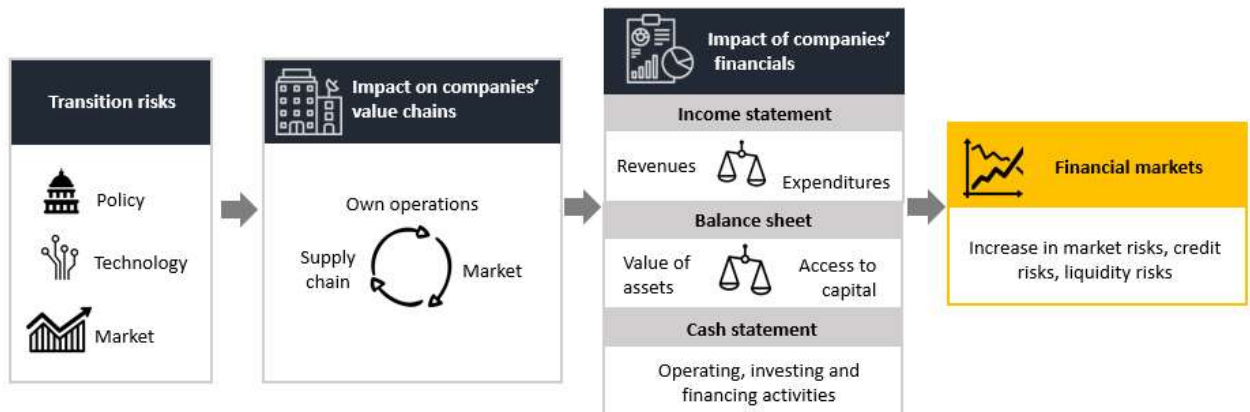 Transition risks
Policy
Technology
Market
Impact on companies'
value chains
Own operations
Supply
chain
Market
Impact of companies'
financials
Income statement
Revenues
Expenditures
Balance sheet
Value of
assets
Access to
capital
Cash statement
Operating, investing and
financing activities
Financial markets
Increase in market risks, credit
risks, liquidity risks